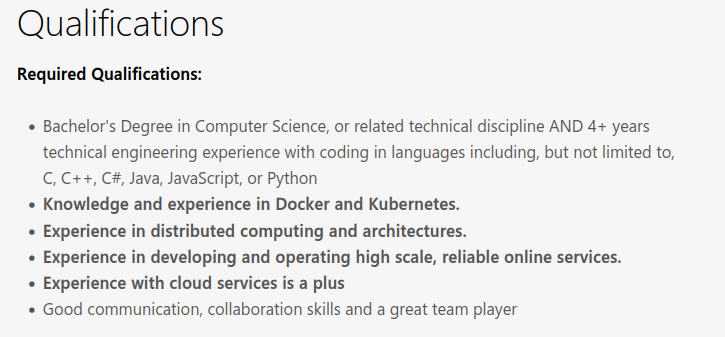 Qualifications
Required Qualifications:
• Bachelor's Degree in Computer Science, or related technical discipline AND 4+ years
technical engineering experience with coding in languages including, but not limited to,
C, C++, C#, Java, JavaScript, or Python
• Knowledge and experience in Docker and Kubernetes.
• Experience in distributed computing and architectures.
• Experience in developing and operating high scale, reliable online services.
• Experience with cloud services is a plus
• Good communication, collaboration skills and a great team player